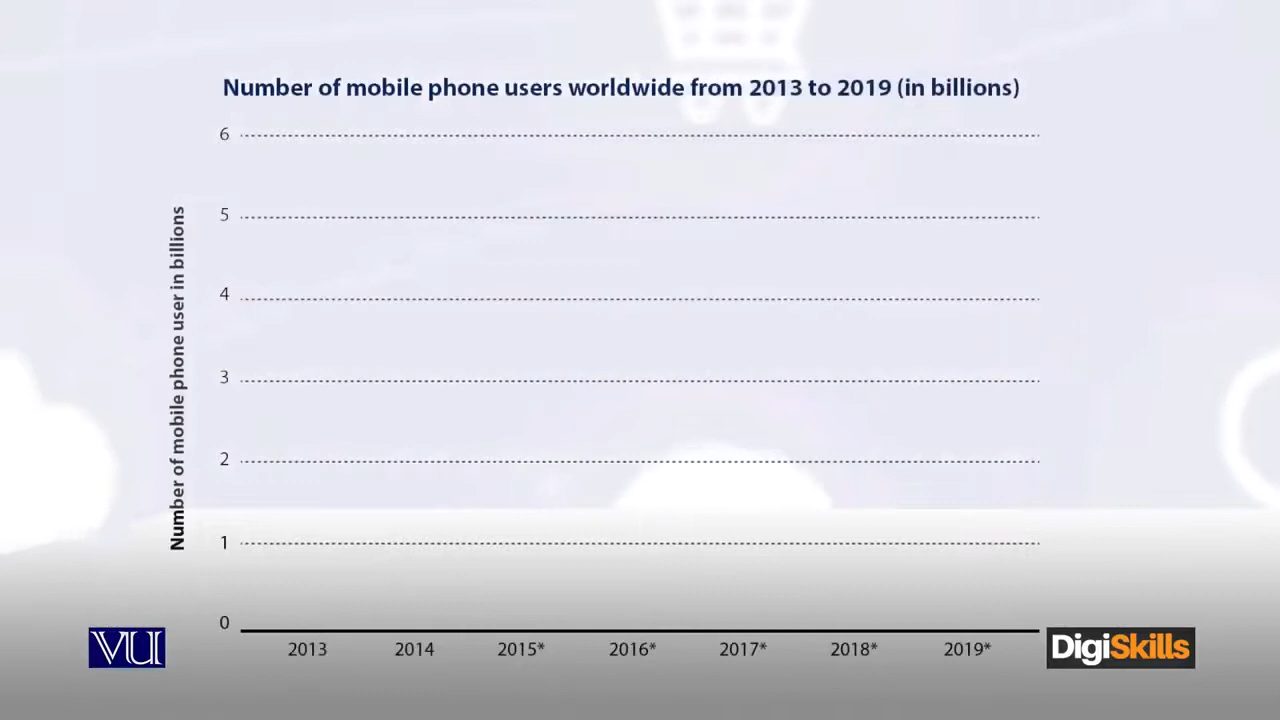 Number of mobile phone users worldwide from 2013 to 2019 (in billions)
6
5
4
3
2
1
0
Number of mobile phone user in billions
2013 2014 2015* 2016* 2017* 2018* 2019*
VU
DigiSkills